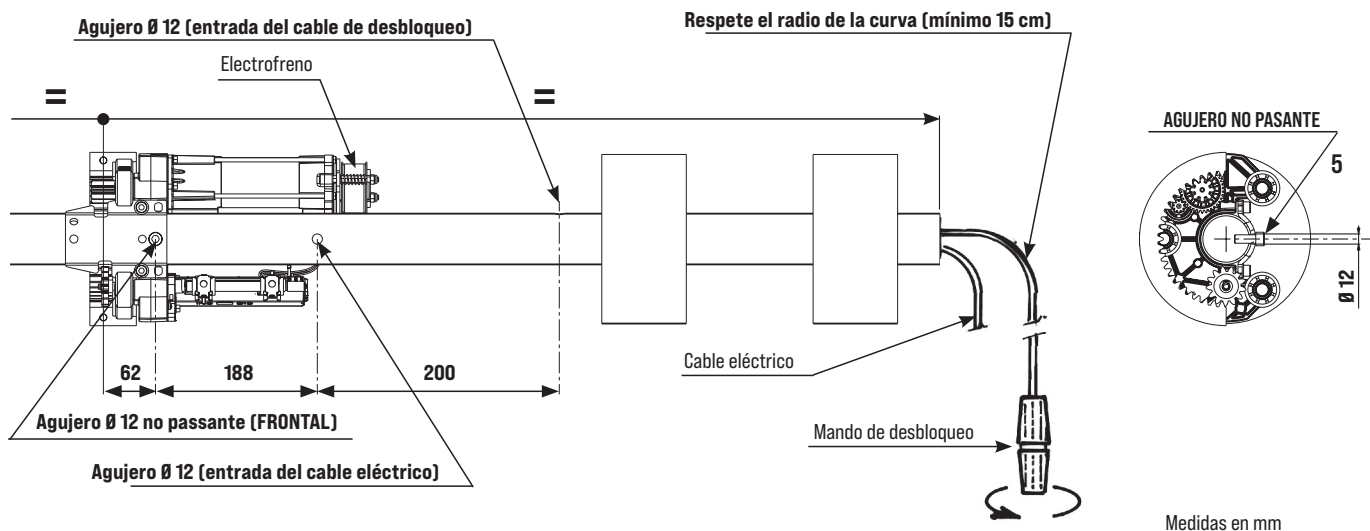 Agujero Ø 12 (entrada del cable de desbloqueo)
Respete el radio de la curva (mínimo 15 cm)
Electrofreno
=
=
AGUJERO NO PASANTE
5
Ø 12
62
188
200
Cable eléctrico
Agujero Ø 12 no passante (FRONTAL)
Mando de desbloqueo
Agujero Ø 12 (entrada del cable eléctrico)
Medidas en mm